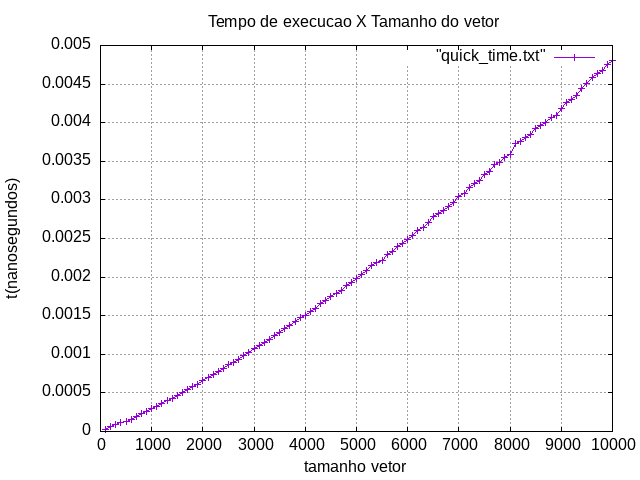 Tempo de execucao X Tamanho do vetor
"quick_time.txt"
t(nanosegundos)
0.005
0.0045
0.004
0.0035
0.003
0.0025
0.002
0.0015
0.001
0.0005
0
0 1000 2000 3000 4000 5000 6000 7000 8000 9000 10000
tamanho vetor